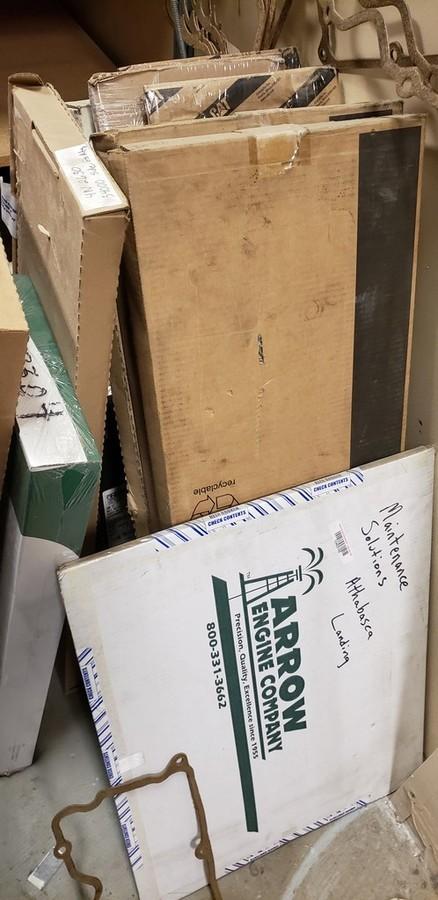 ARROW
ENGINE COMPANY
Precision, Quality, Excellence since 1955
800-331-3662
Maintenance
Solutions
Athabasca
Landing
CHECK CONTENTS
CHECK CONTENTS
recyclable